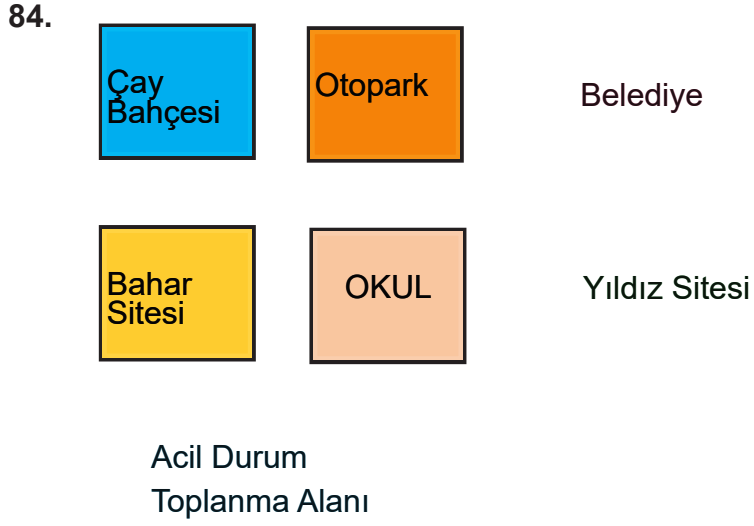 84.
Çay
Bahçesi
Otopark
Belediye
Bahar
Sitesi
OKUL
Yıldız Sitesi
Acil Durum
Toplanma Alanı